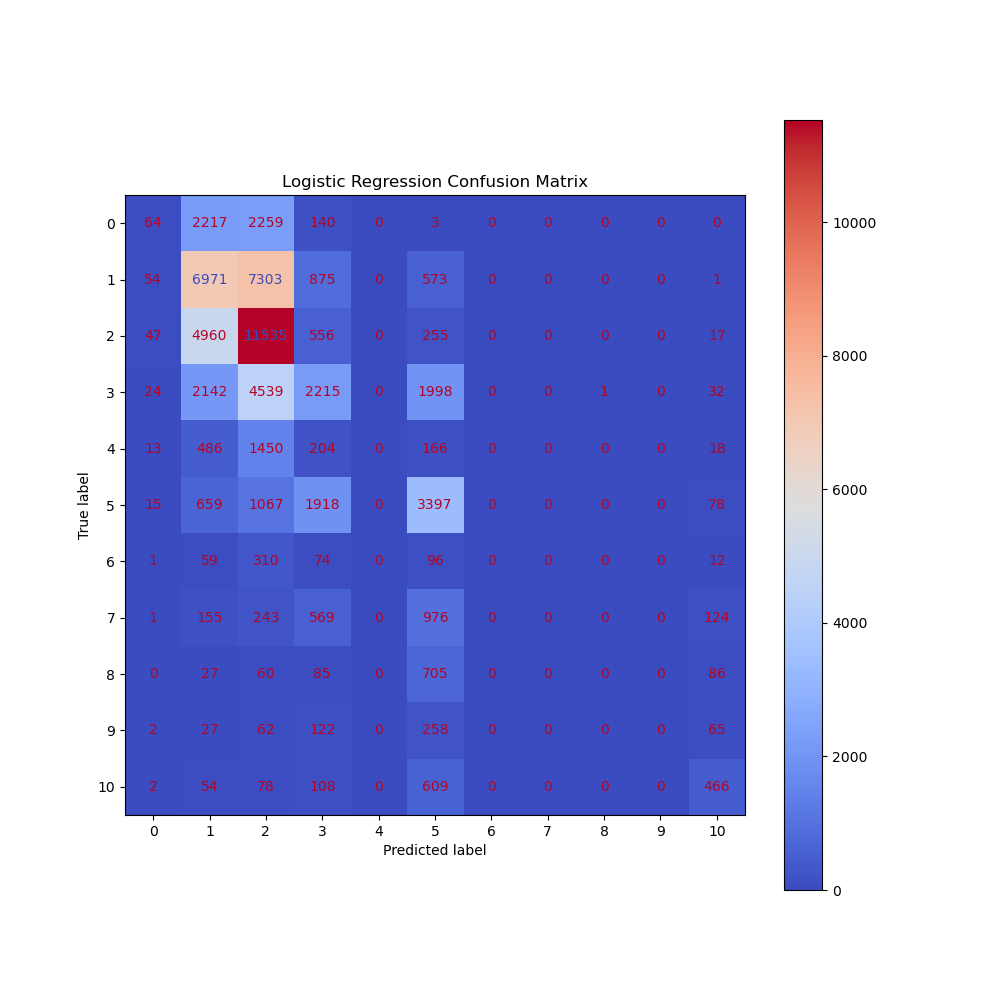 Logistic Regression Confusion Matrix
0 64 2217 2259 140 0 3 0 0 0 0 0
1 54 6971 7303 875 0 573 0 0 0 0 1
2 47 4960 11535 556 0 255 0 0 0 0 17
3 24 2142 4539 2215 0 1998 0 0 1 0 32
4 13 486 1450 204 0 166 0 0 0 0 18
5 15 659 1067 1918 0 3397 0 0 0 0 78
6 1 59 310 74 0 96 0 0 0 0 12
7 1 155 243 569 0 976 0 0 0 0 124
8 0 27 60 85 0 705 0 0 0 0 86
9 2 27 62 122 0 258 0 0 0 0 65
10 2 54 78 108 0 609 0 0 0 0 466
0 1 2 3 4 5 6 7 8 9 10
Predicted label
True label
10000
8000
6000
4000
2000
0